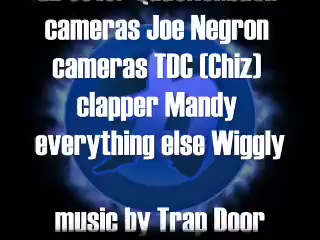 cameras Joe Negron
cameras TDC (Chiz)
clapper Mandy
everything else Wiggly
music by Trap Door